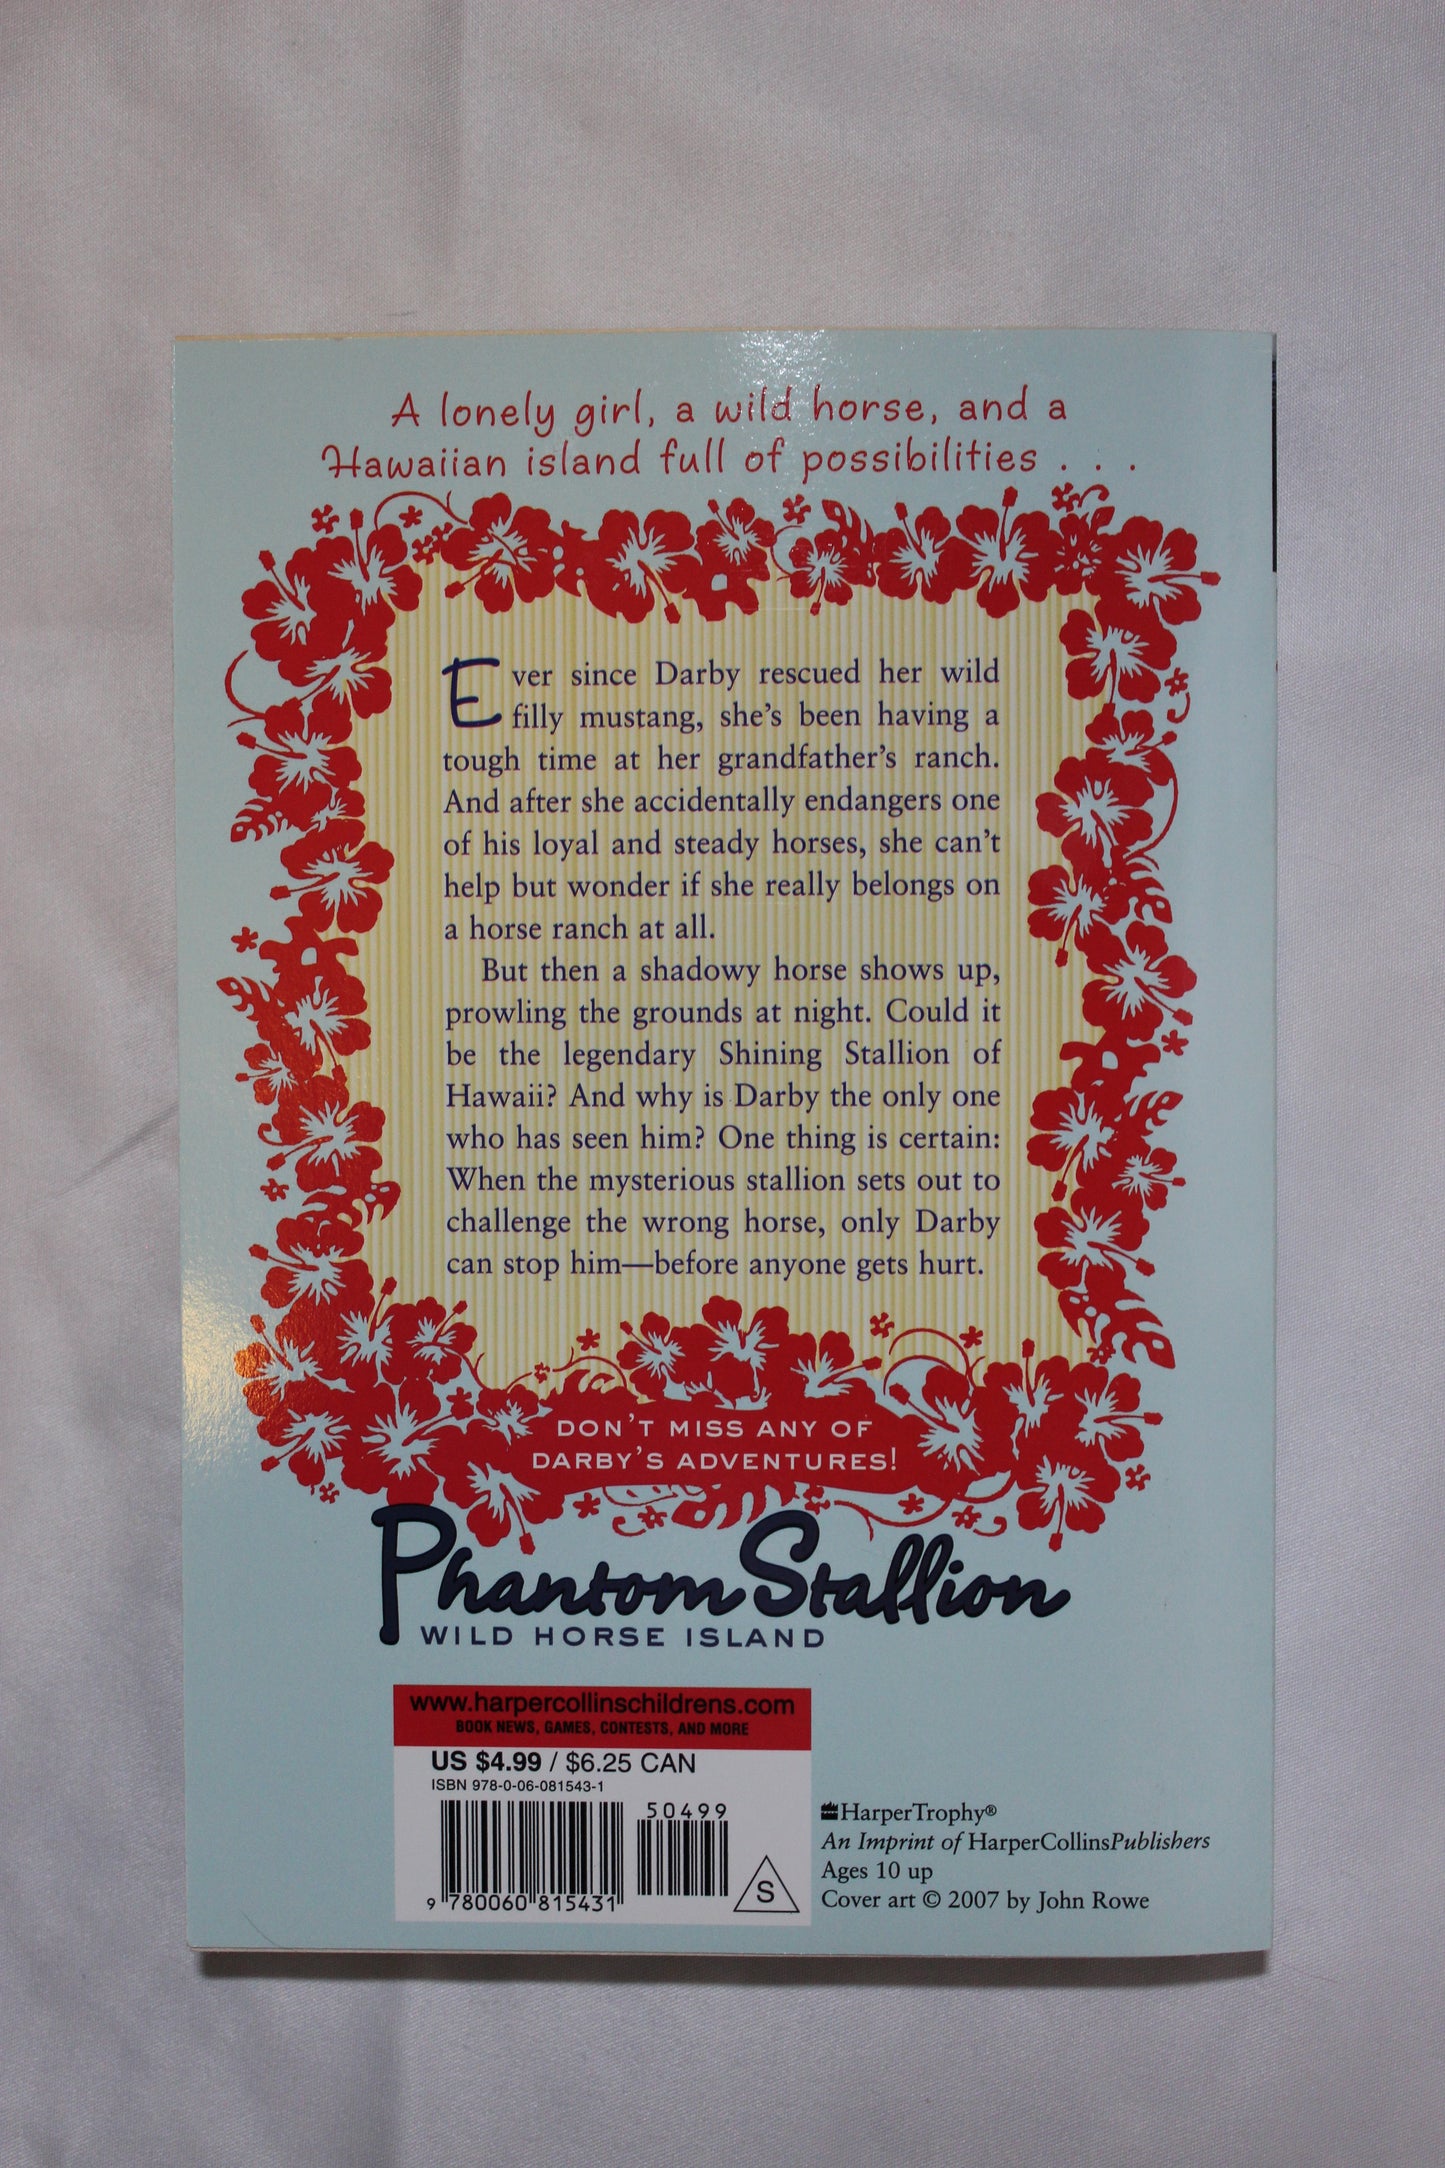 A lonely girl, a wild horse, and a
Hawaiian island full of possibilities . . .
Ever since Darby rescued her wild
filly mustang, she's been having a
tough time at her grandfather's ranch.
And after she accidentally endangers one
of his loyal and steady horses, she can't
help but wonder if she really belongs on
a horse ranch at all.
But then a shadowy horse shows up,
prowling the grounds at night. Could it
be the legendary Shining Stallion of
Hawaii? And why is Darby the only one
who has seen him? One thing is certain:
When the mysterious stallion sets out to
challenge the wrong horse, only Darby
can stop him—before anyone gets hurt.
DON'T MISS ANY OF
DARBY'S ADVENTURES!
Phantom Stallion
WILD HORSE ISLAND
www.harpercollinschildrens.com
BOOK NEWS, GAMES, CONTESTS, AND MORE
US $4.99 / $6.25 CAN
ISBN 978-0-06-081543-1
50499
9 780060 815431
S
HarperTrophy®
An Imprint of HarperCollinsPublishers
Ages 10 up
Cover art © 2007 by John Rowe